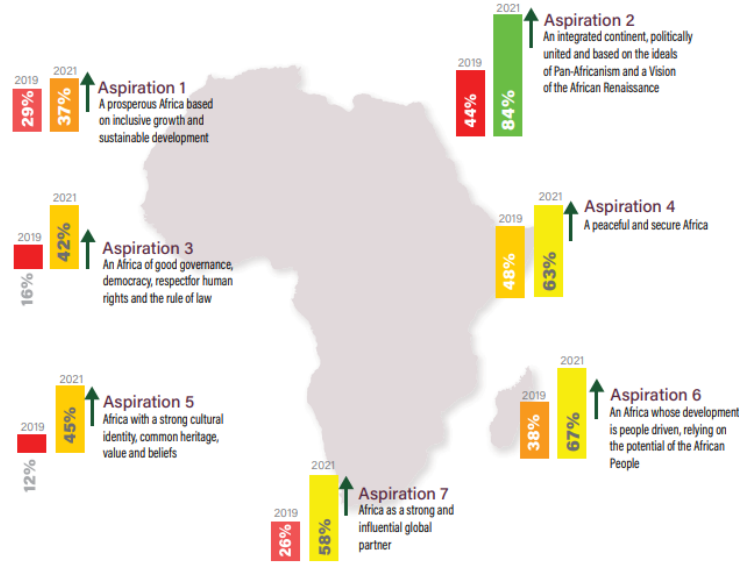 2019
29%
2021
37%
Aspiration 1
A prosperous Africa based
on inclusive growth and
sustainable development
2019
44%
84%
Aspiration 2
An integrated continent, politically
united and based on the ideals
of Pan-Africanism and a Vision
of the African Renaissance
2019
16%
2021
42%
Aspiration 3
An Africa of good governance,
democracy, respectfor human
rights and the rule of law
2019
48%
2021
63%
Aspiration 4
A peaceful and secure Africa
2019
12%
2021
45%
Aspiration 5
Africa with a strong cultural
identity, common heritage,
value and beliefs
2019
38%
2021
67%
Aspiration 6
An Africa whose development
is people driven, relying on
the potential of the African
People
2019
26%
2021
58%
Aspiration 7
Africa as a strong and
influential global
partner